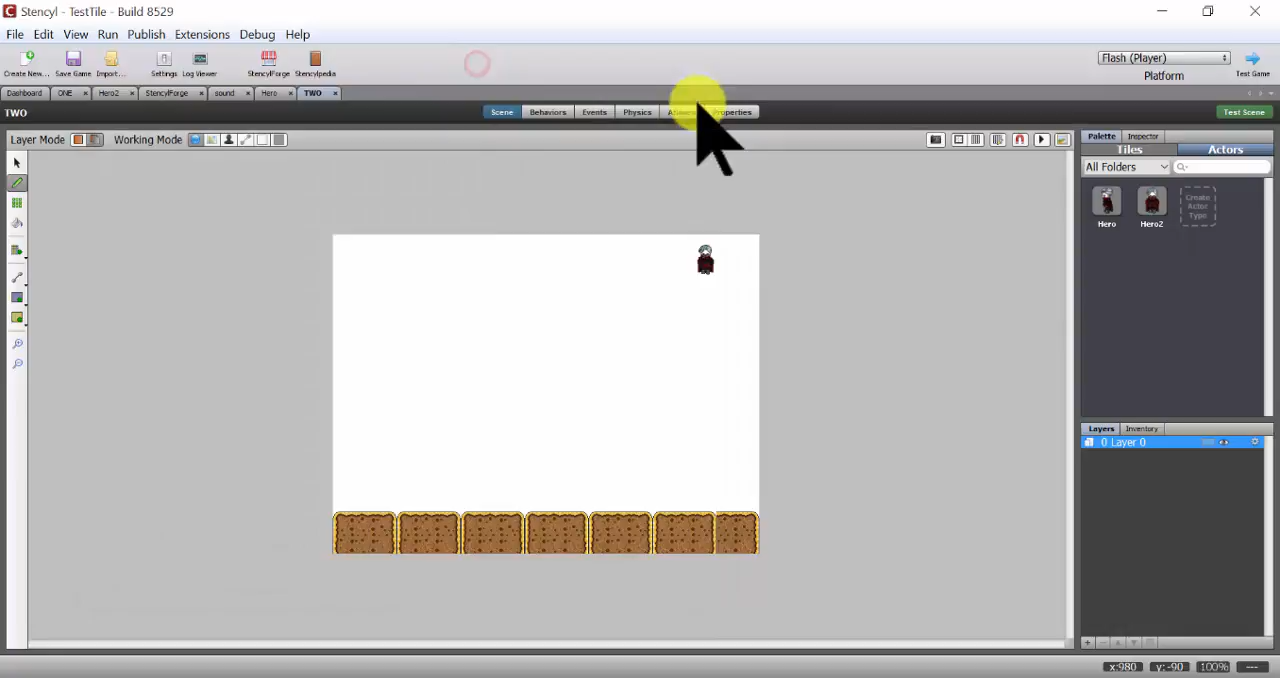 Stencyl - TestTile - Build 8529
File Edit View Run Publish Extensions Debug Help
Create New... Save Game Import... Settings Log Viewer StencylForge Stencylpedia
Flash (Player)
Platform
Test Game
Dashboard ONE Hero2 StencylForge sound Hero TWO
TWO
Scene Behaviors Events Physics Properties
Test Scene
Layer Mode Working Mode
Palette Inspector
Tiles Actors
All Folders
Create Actor Type
Hero Hero2
Layers Inventory
0 Layer 0
x:980 y:-90 100% ---